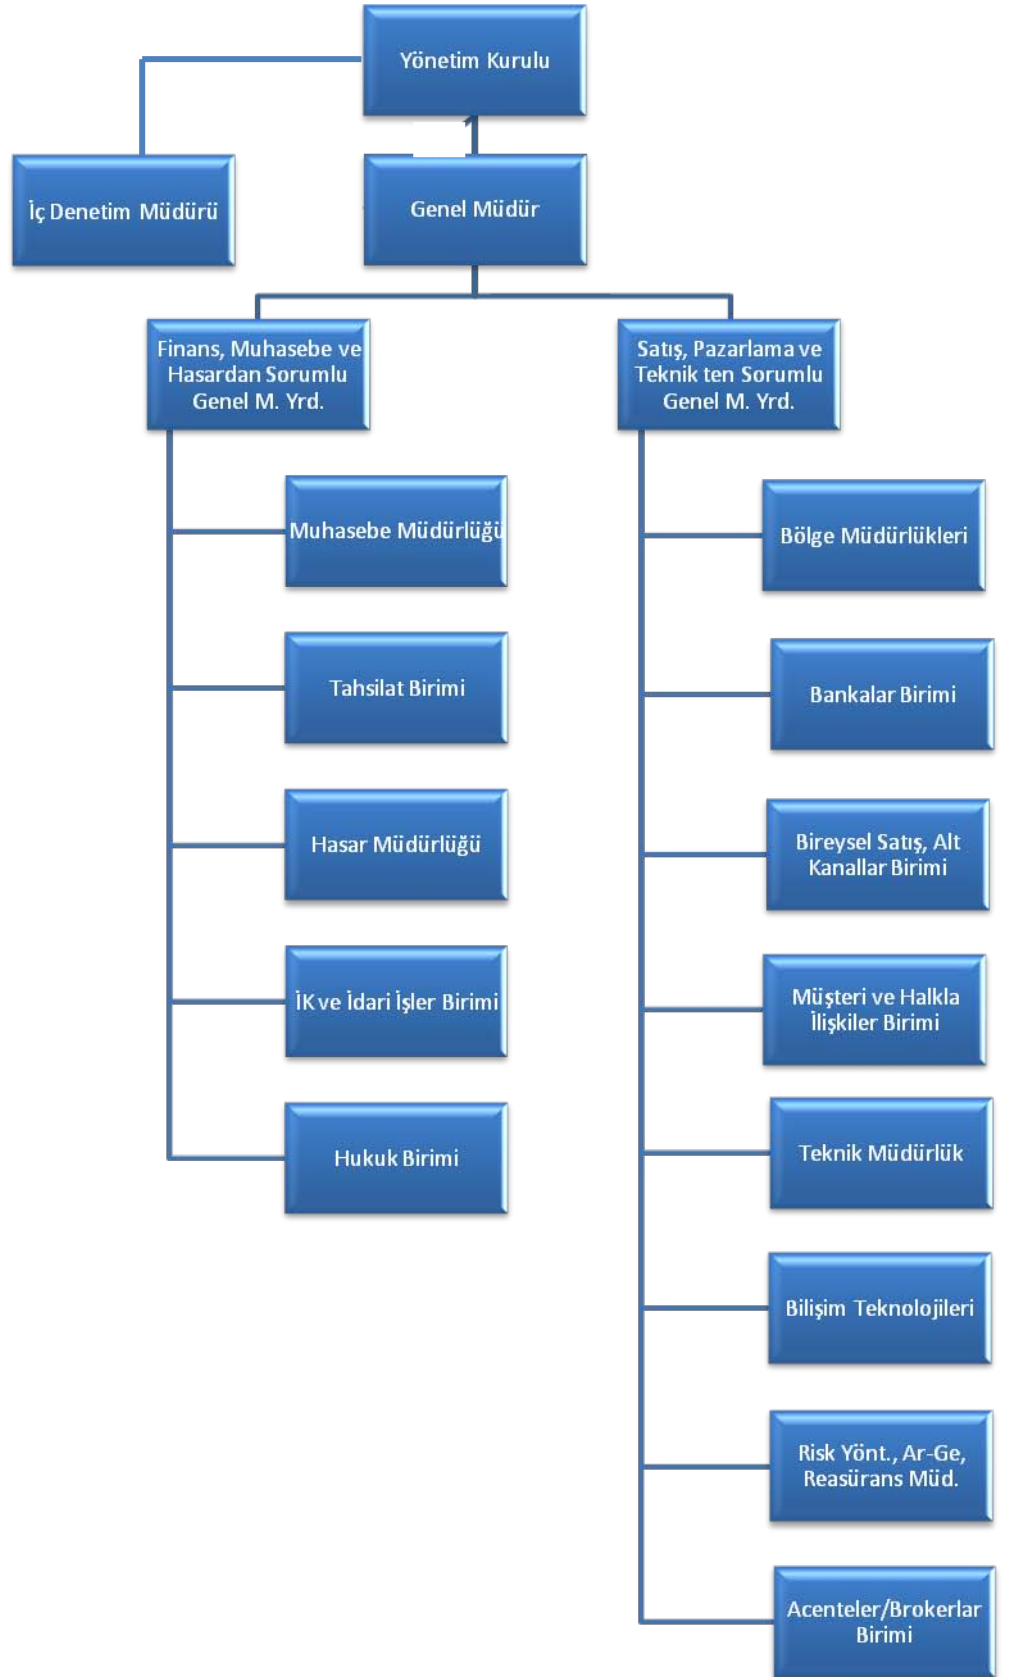 Yönetim Kurulu
İç Denetim Müdürü
Genel Müdür
Finans, Muhasebe ve
Hasardan Sorumlu
Genel M. Yrd.
Satış, Pazarlama ve
Teknik ten Sorumlu
Genel M. Yrd.
Muhasebe Müdürlüğü
Tahsilat Birimi
Hasar Müdürlüğü
İK ve İdari İşler Birimi
Hukuk Birimi
Bölge Müdürlükleri
Bankalar Birimi
Bireysel Satış, Alt
Kanallar Birimi
Müşteri ve Halkla
İlişkiler Birimi
Teknik Müdürlük
Bilişim Teknolojileri
Risk Yönt., Ar-Ge,
Reasürans Müd.
Acenteler/Brokerlar
Birimi